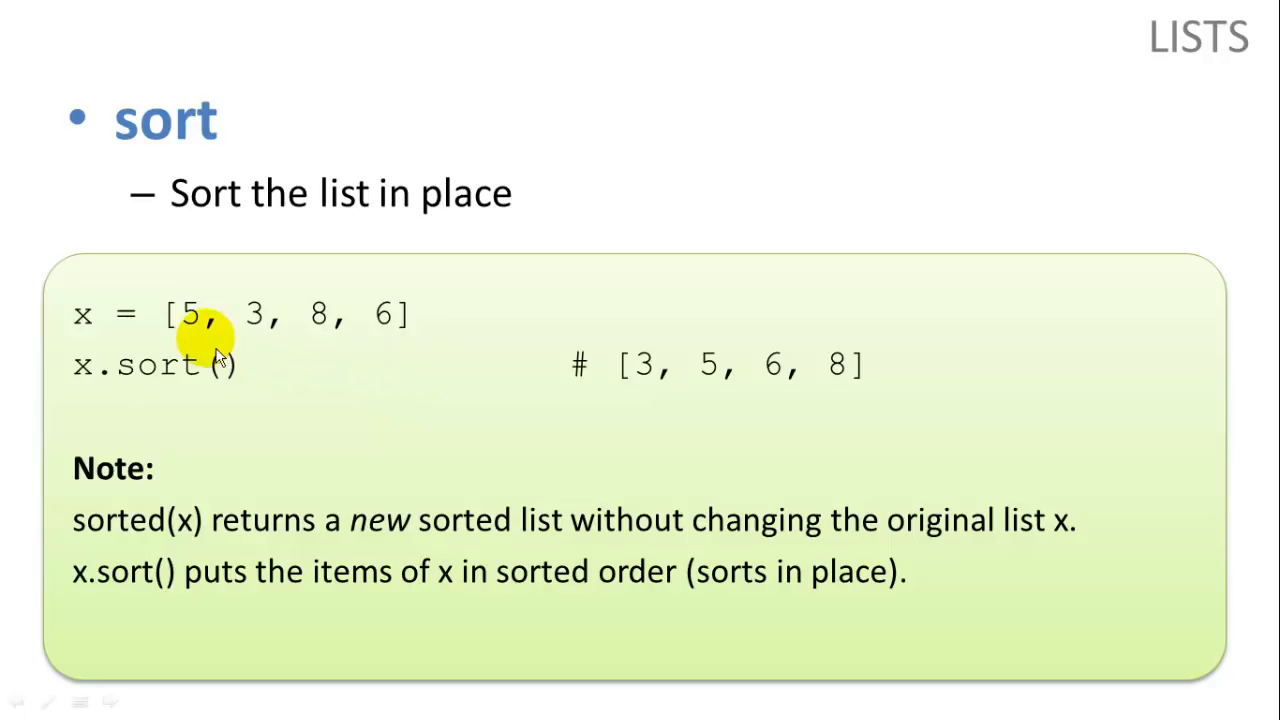 LISTS
• sort
– Sort the list in place
x = [5, 3, 8, 6]
x.sort() # [3, 5, 6, 8]
Note:
sorted(x) returns a new sorted list without changing the original list x.
x.sort() puts the items of x in sorted order (sorts in place).